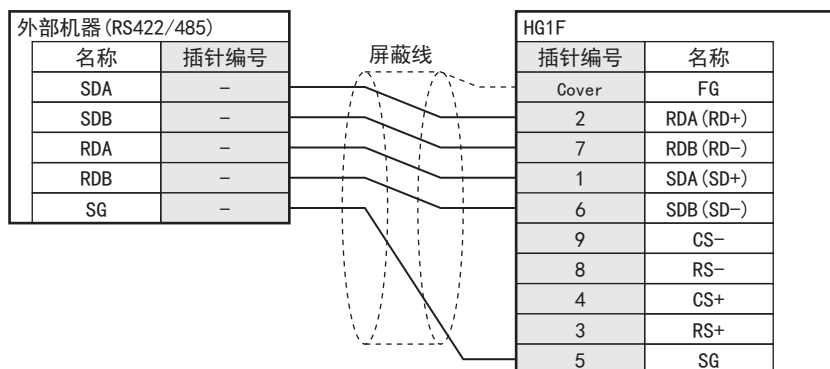 外部机器(RS422/485)
名称 插针编号
SDA -
SDB -
RDA -
RDB -
SG -
屏蔽线
HG1F
插针编号 名称
Cover FG
2 RDA(RD+)
7 RDB(RD-)
1 SDA(SD+)
6 SDB(SD-)
9 CS-
8 RS-
4 CS+
3 RS+
5 SG